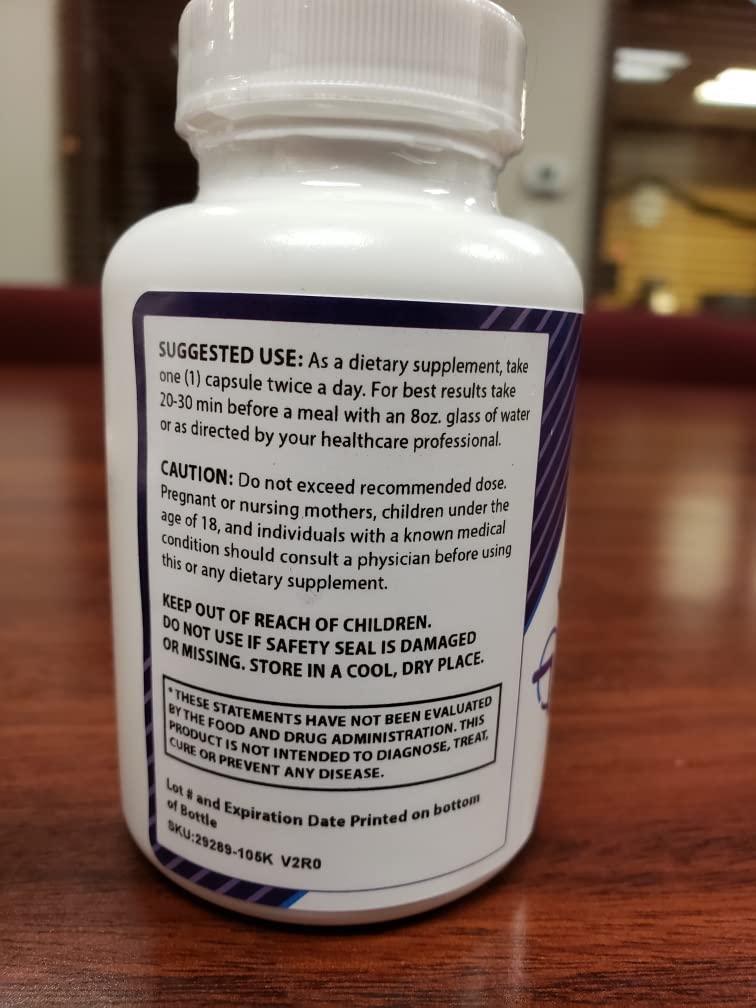 SUGGESTED USE: As a dietary supplement, take
one (1) capsule twice a day. For best results take
20-30 min before a meal with an 8oz. glass of water
or as directed by your healthcare professional.
CAUTION: Do not exceed recommended dose.
Pregnant or nursing mothers, children under the
age of 18, and individuals with a known medical
condition should consult a physician before using
this or any dietary supplement.
KEEP OUT OF REACH OF CHILDREN.
DO NOT USE IF SAFETY SEAL IS DAMAGED
OR MISSING. STORE IN A COOL, DRY PLACE.
*THESE STATEMENTS HAVE NOT BEEN EVALUATED
BY THE FOOD AND DRUG ADMINISTRATION. THIS
PRODUCT IS NOT INTENDED TO DIAGNOSE, TREAT,
CURE OR PREVENT ANY DISEASE.
Lot # and Expiration Date Printed on bottom
of Bottle
SKU:29289-105K V2R0